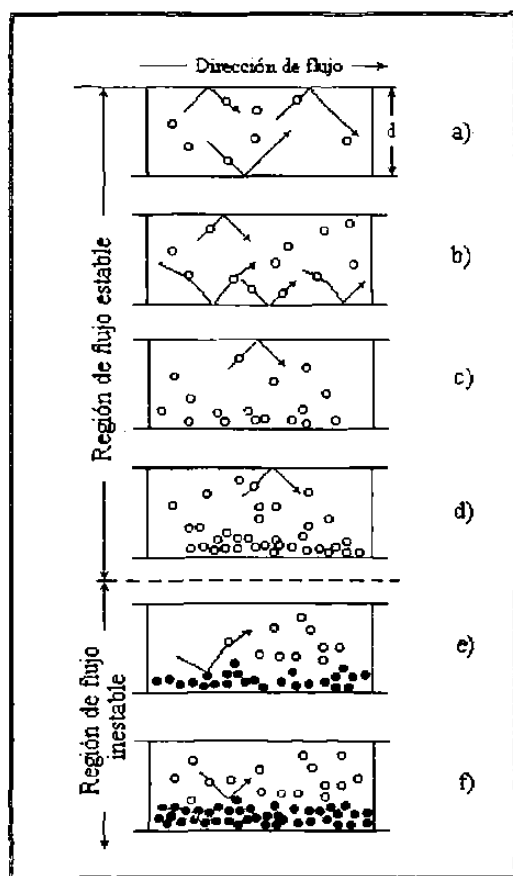 Dirección de flujo
d
a)
b)
c)
d)
e)
f)
Región de flujo estable
Región de flujo
inestable